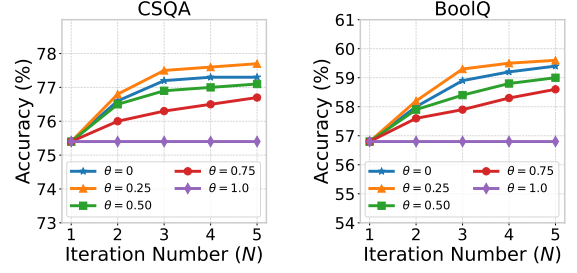 CSQA
Accuracy (%)
78
77
76
75
74
73
θ = 0
θ = 0.25
θ = 0.50
θ = 0.75
θ = 1.0
1 2 3 4 5
Iteration Number (N)
BoolQ
Accuracy (%)
61
60
59
58
57
56
55
54
θ = 0
θ = 0.25
θ = 0.50
θ = 0.75
θ = 1.0
1 2 3 4 5
Iteration Number (N)